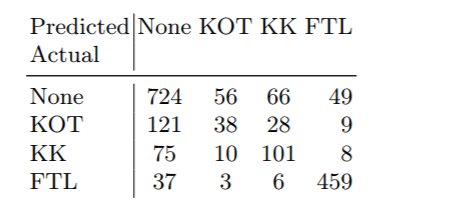 Predicted None KOT KK FTL
Actual
None 724 56 66 49
KOT 121 38 28 9
KK 75 10 101 8
FTL 37 3 6 459